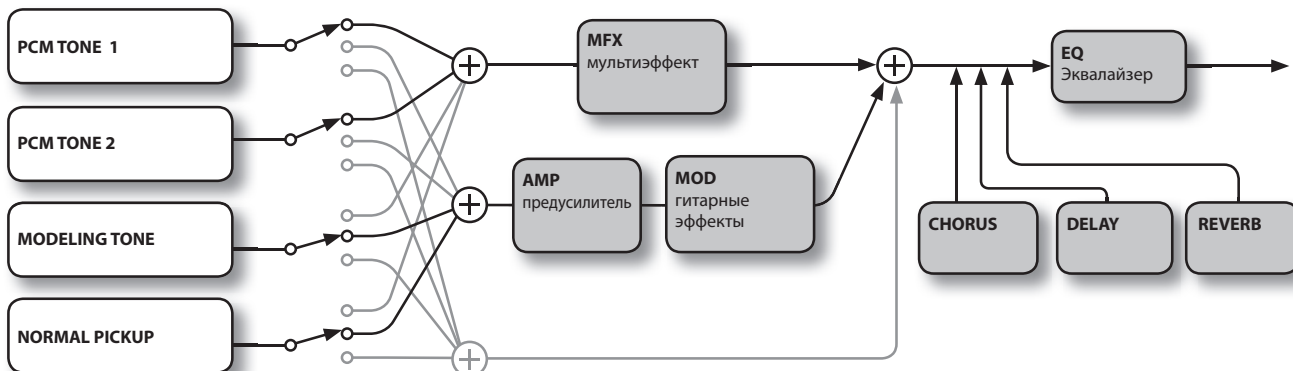 PCM TONE 1
PCM TONE 2
MODELING TONE
NORMAL PICKUP
MFX
мультиэффект
AMP
предусилитель
MOD
гитарные
эффекты
EQ
Эквалайзер
CHORUS
DELAY
REVERB